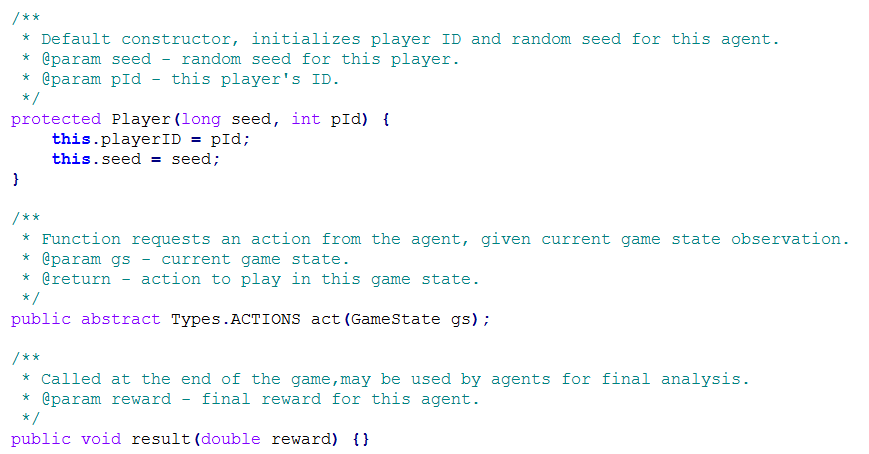 /**
 * Default constructor, initializes player ID and random seed for this agent.
 * @param seed - random seed for this player.
 * @param pId - this player's ID.
 */
protected Player(long seed, int pId) {
    this.playerID = pId;
    this.seed = seed;
}

/**
 * Function requests an action from the agent, given current game state observation.
 * @param gs - current game state.
 * @return - action to play in this game state.
 */
public abstract Types.ACTIONS act(GameState gs);

/**
 * Called at the end of the game,may be used by agents for final analysis.
 * @param reward - final reward for this agent.
 */
public void result(double reward) {}